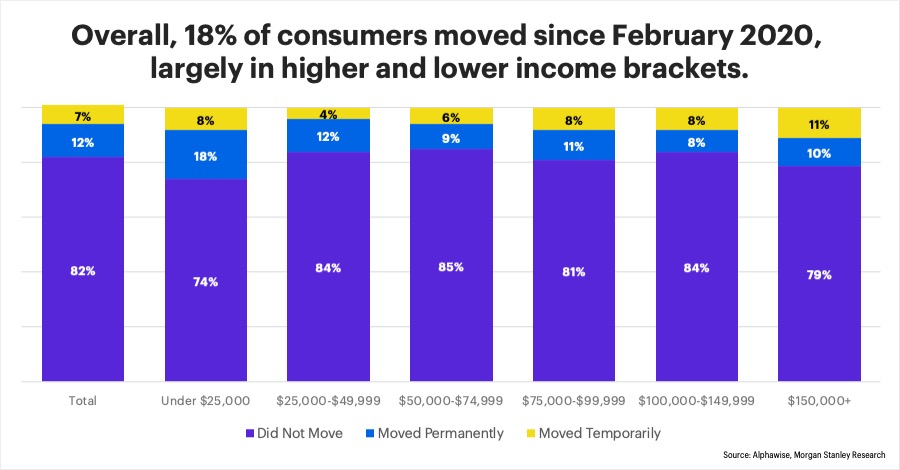 Overall, 18% of consumers moved since February 2020,
largely in higher and lower income brackets.
7% 8% 4% 6% 8% 8% 11%
12% 18% 12% 9% 11% 8% 10%
82% 74% 84% 85% 81% 84% 79%
Total Under $25,000 $25,000-$49,999 $50,000-$74,999 $75,000-$99,999 $100,000-$149,999 $150,000+
Did Not Move Moved Permanently Moved Temporarily
Source: Alphawise, Morgan Stanley Research